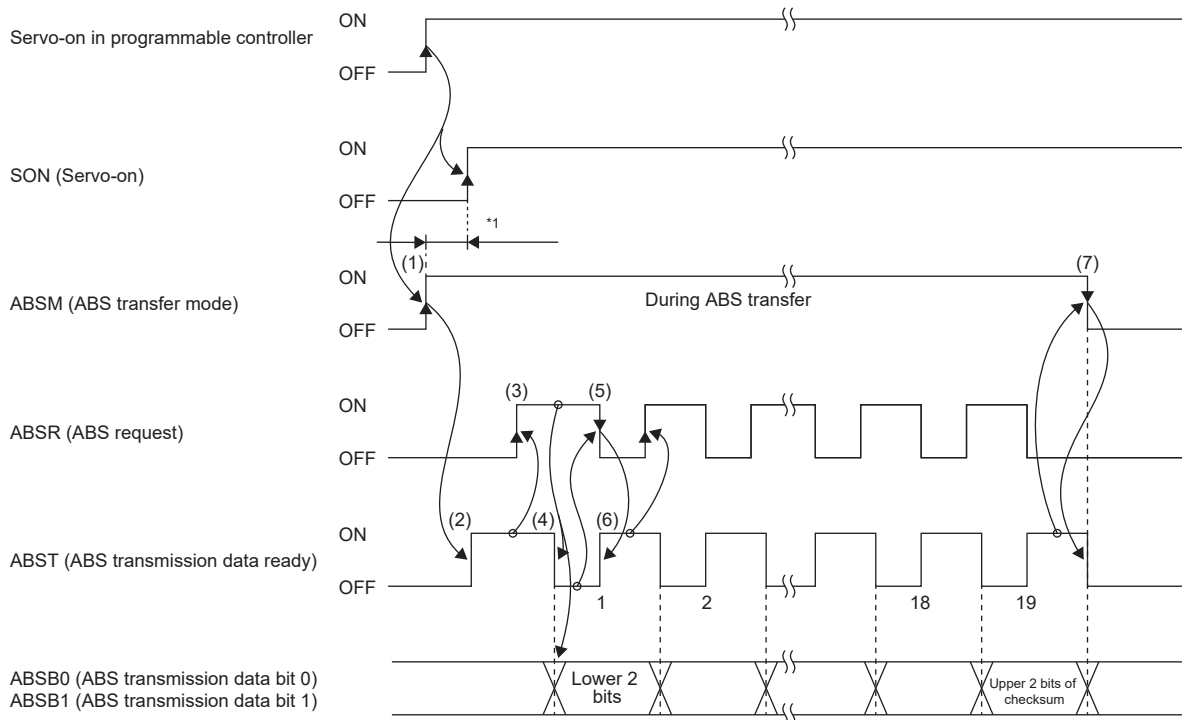 ON
Servo-on in programmable controller
OFF
ON
SON (Servo-on)
OFF
*1
ON
(1)
(7)
ABSM (ABS transfer mode)
During ABS transfer
OFF
(3)
(5)
ON
ABSR (ABS request)
OFF
(2)
(4)
(6)
ON
ABST (ABS transmission data ready)
OFF
1
2
18
19
ABSB0 (ABS transmission data bit 0)
ABSB1 (ABS transmission data bit 1)
Lower 2
bits
Upper 2 bits of
checksum